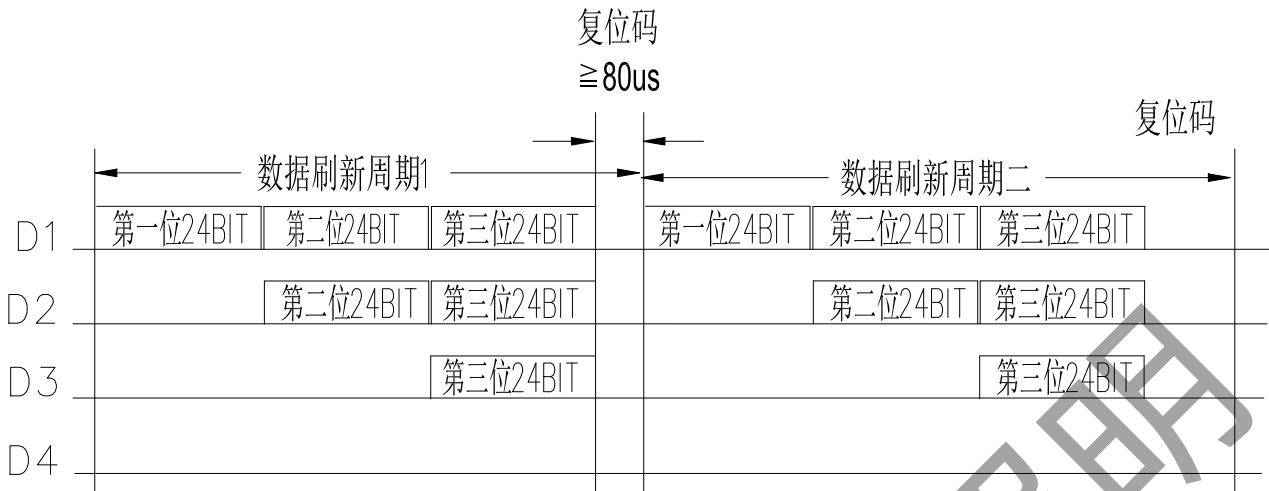 复位码
≧80us
复位码
数据刷新周期1
数据刷新周期二
D1 第一位24BIT 第二位24BIT 第三位24BIT 第一位24BIT 第二位24BIT 第三位24BIT
D2 第二位24BIT 第三位24BIT 第二位24BIT 第三位24BIT
D3 第三位24BIT 第三位24BIT
D4
明